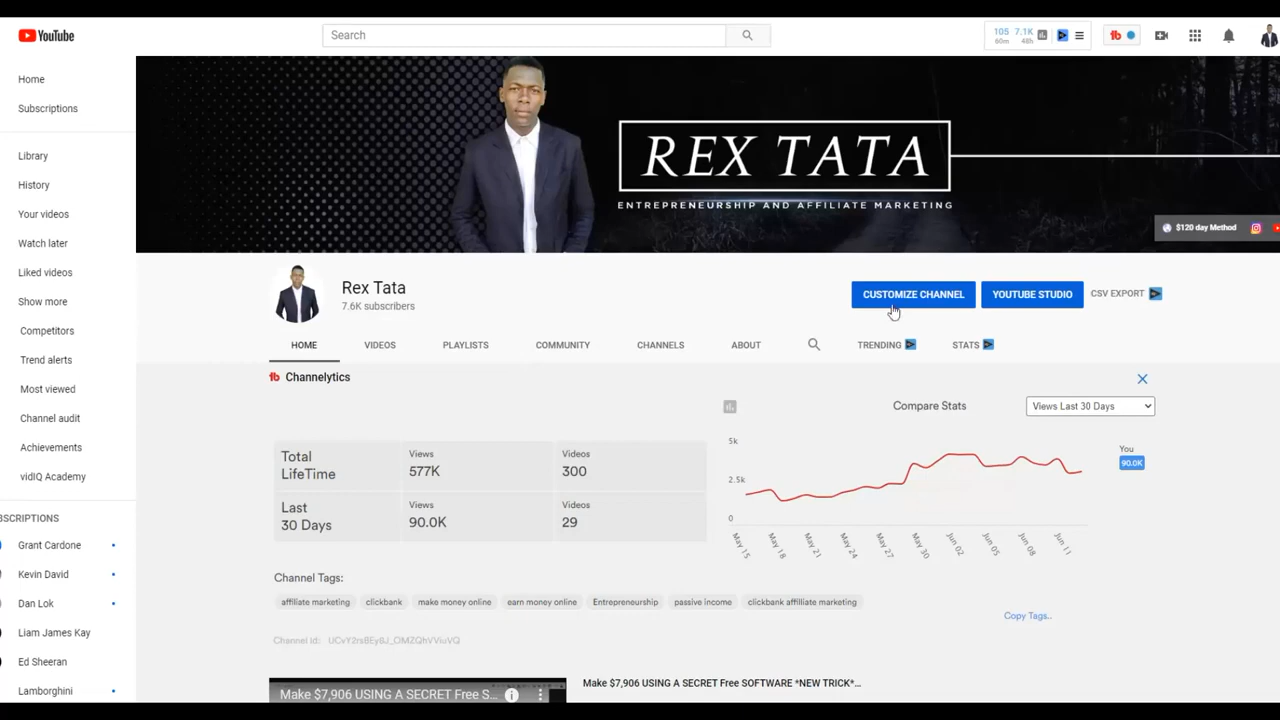 YouTube
Search
105 7.1K
60m 48h
tb
Home
Subscriptions
Library
History
Your videos
Watch later
Liked videos
Show more
Competitors
Trend alerts
Most viewed
Channel audit
Achievements
vidIQ Academy
SCRIPTIONS
Grant Cardone
Kevin David
Dan Lok
Liam James Kay
Ed Sheeran
Lamborghini
REX TATA
ENTREPRENEURSHIP AND AFFILIATE MARKETING
$120 day Method
Rex Tata
7.6K subscribers
CUSTOMIZE CHANNEL
YOUTUBE STUDIO
CSV EXPORT
HOME VIDEOS PLAYLISTS COMMUNITY CHANNELS ABOUT TRENDING STATS
tb Channelytics
Compare Stats
Views Last 30 Days
Total LifeTime
Views
577K
Videos
300
Last 30 Days
Views
90.0K
Videos
29
5k
2.5k
0
You
90.0K
May 15 May 18 May 21 May 24 May 27 May 30 Jun 02 Jun 05 Jun 08 Jun 11
Channel Tags:
affiliate marketing clickbank make money online earn money online Entrepreneurship passive income clickbank affiliate marketing
Copy Tags..
Channel Id:
Make $7,906 USING A SECRET Free S...
Make $7,906 USING A SECRET Free SOFTWARE *NEW TRICK*...